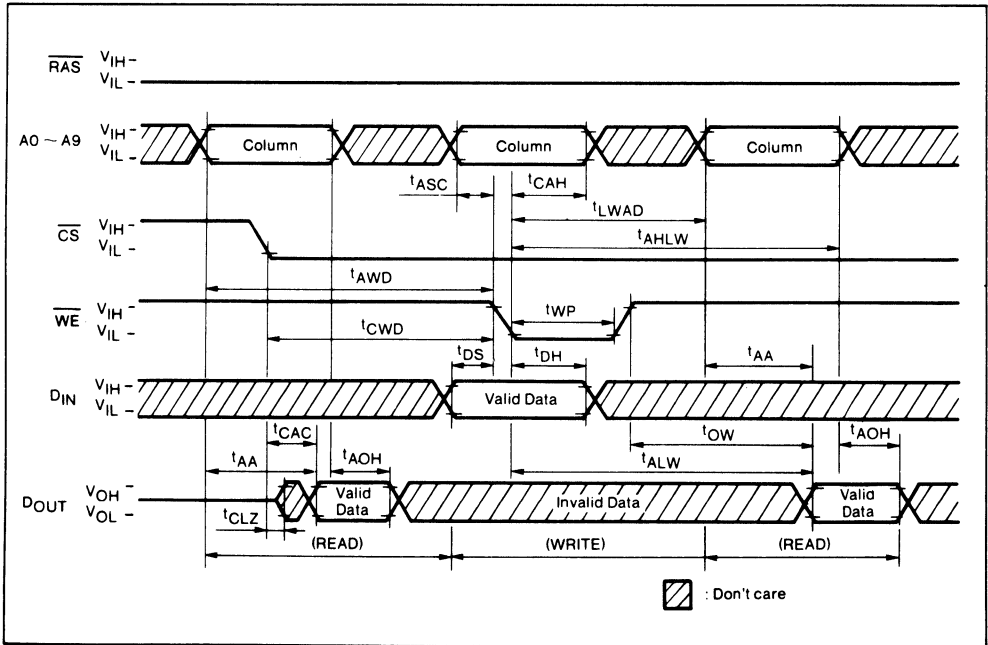 RAS VIH–
VIL–
A0 ~ A9 VIH–
VIL–
Column Column Column
tASC tCAH
tLWAD
tAHLW
CS VIH–
VIL–
tAWD
WE VIH–
VIL–
tCWD tWP
tDS tDH tAA
DIN VIH–
VIL–
Valid Data
tCAC tOW tAOH
tAA tAOH tALW
DOUT VOH–
VOL–
Valid Data Invalid Data Valid Data
tCLZ
(READ) (WRITE) (READ)
: Don't care